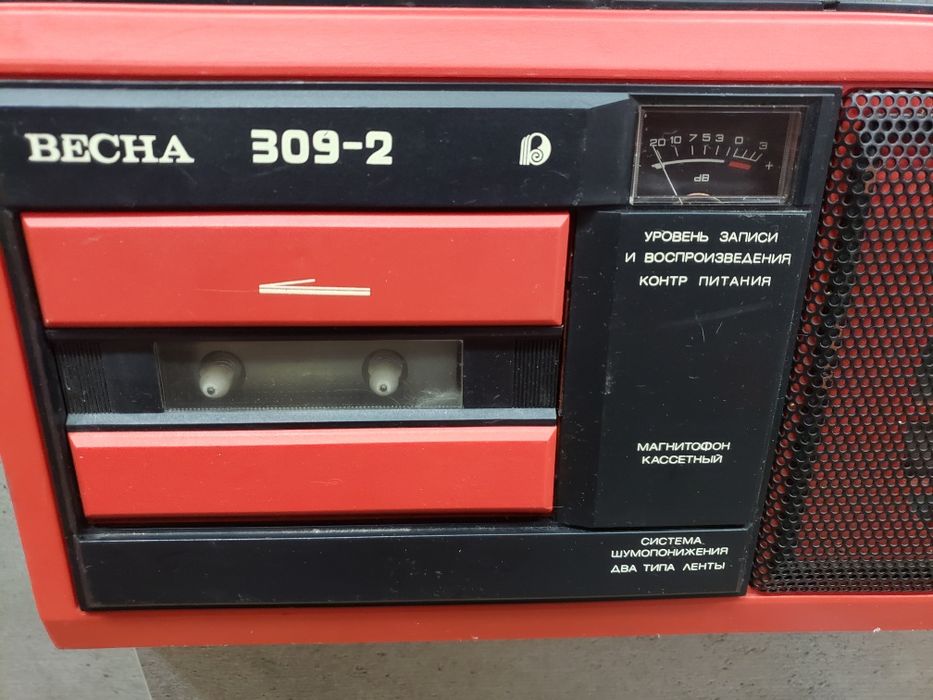 ВЕСНА 309-2
20 10 7 5 3 0 3
- +
dB
УРОВЕНЬ ЗАПИСИ
И ВОСПРОИЗВЕДЕНИЯ
КОНТР ПИТАНИЯ
МАГНИТОФОН
КАССЕТНЫЙ
СИСТЕМА
ШУМОПОНИЖЕНИЯ
ДВА ТИПА ЛЕНТЫ